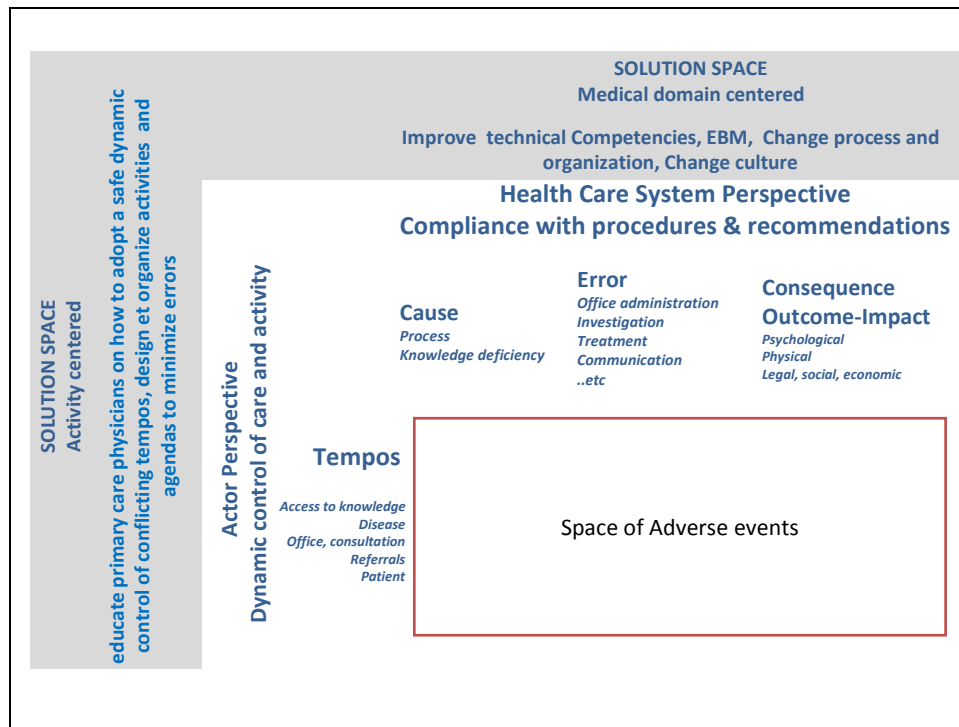 SOLUTION SPACE
Medical domain centered
Improve technical Competencies, EBM, Change process and
organization, Change culture
Health Care System Perspective
Compliance with procedures & recommendations
SOLUTION SPACE
Activity centered
educate primary care physicians on how to adopt a safe dynamic
control of conflicting tempos, design et organize activities and
agendas to minimize errors
Actor Perspective
Dynamic control of care and activity
Cause
Process
Knowledge deficiency
Error
Office administration
Investigation
Treatment
Communication
..etc
Consequence
Outcome-Impact
Psychological
Physical
Legal, social, economic
Tempos
Access to knowledge
Disease
Office, consultation
Referrals
Patient
Space of Adverse events